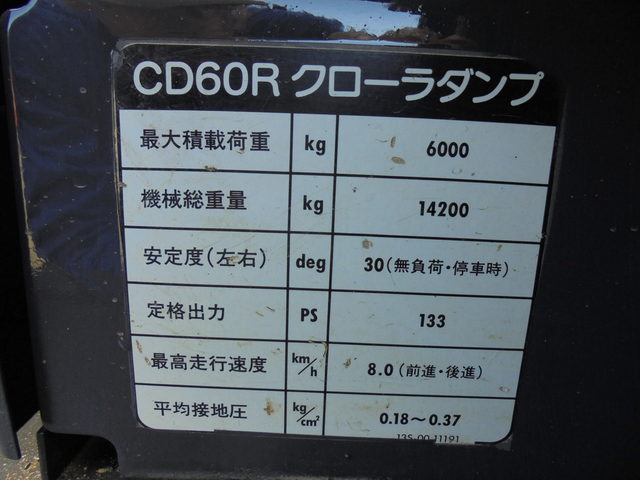 CD60R クローラダンプ
最大積載荷重 kg 6000
機械総重量 kg 14200
安定度(左右) deg 30(無負荷・停車時)
定格出力 PS 133
最高走行速度 km/h 8.0(前進・後進)
平均接地圧 kg/cm² 0.18～0.37
13S-00-11191